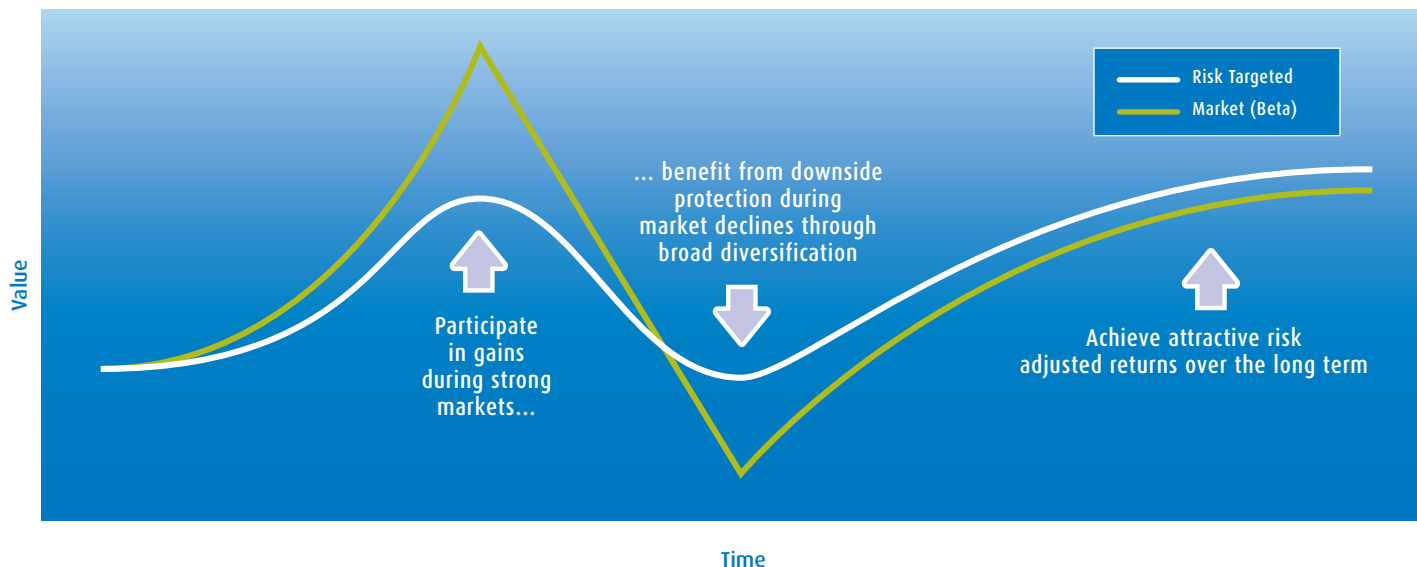 Risk Targeted
Market (Beta)
... benefit from downside
protection during
market declines through
broad diversification
Value
Participate
in gains
during strong
markets...
Achieve attractive risk
adjusted returns over the long term
Time